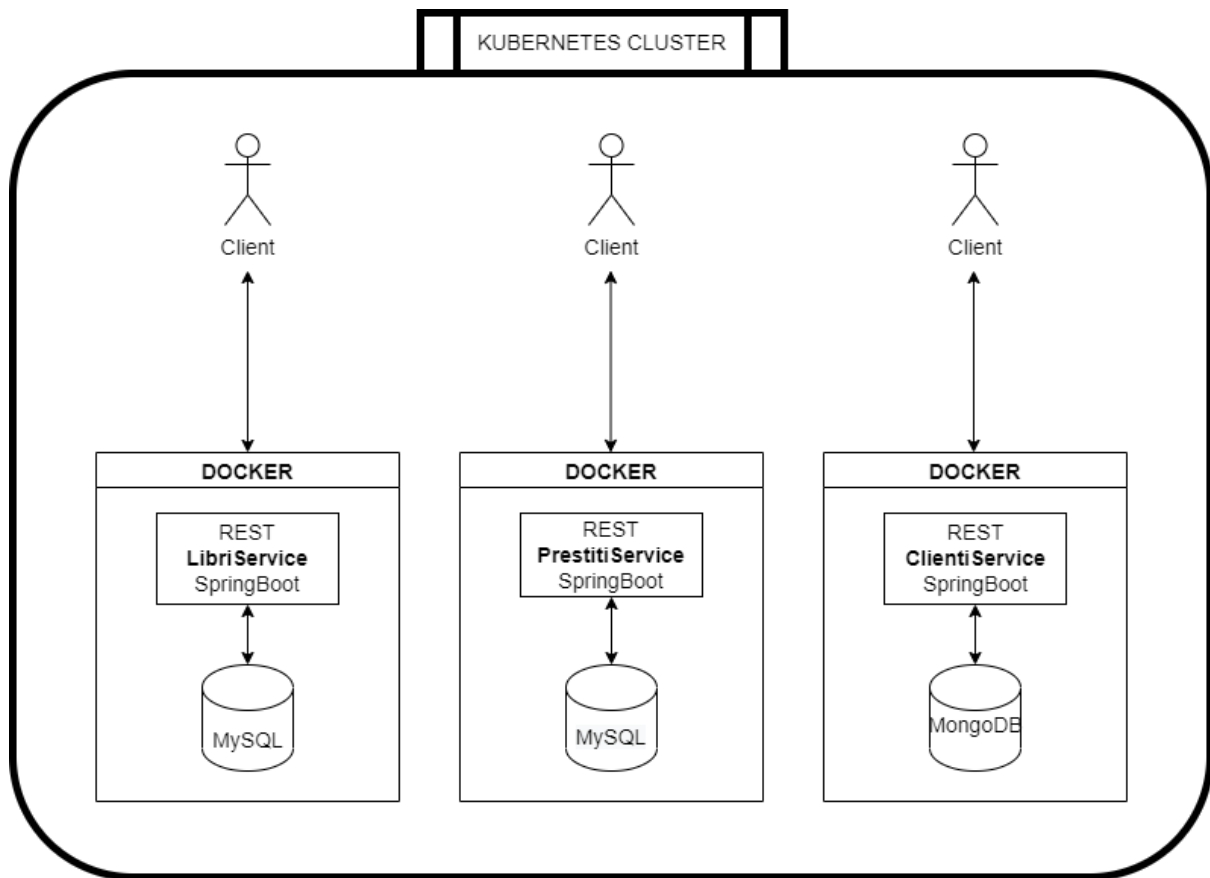 KUBERNETES CLUSTER
Client
Client
Client
DOCKER
REST
LibriService
SpringBoot
MySQL
DOCKER
REST
PrestitiService
SpringBoot
MySQL
DOCKER
REST
ClientiService
SpringBoot
MongoDB